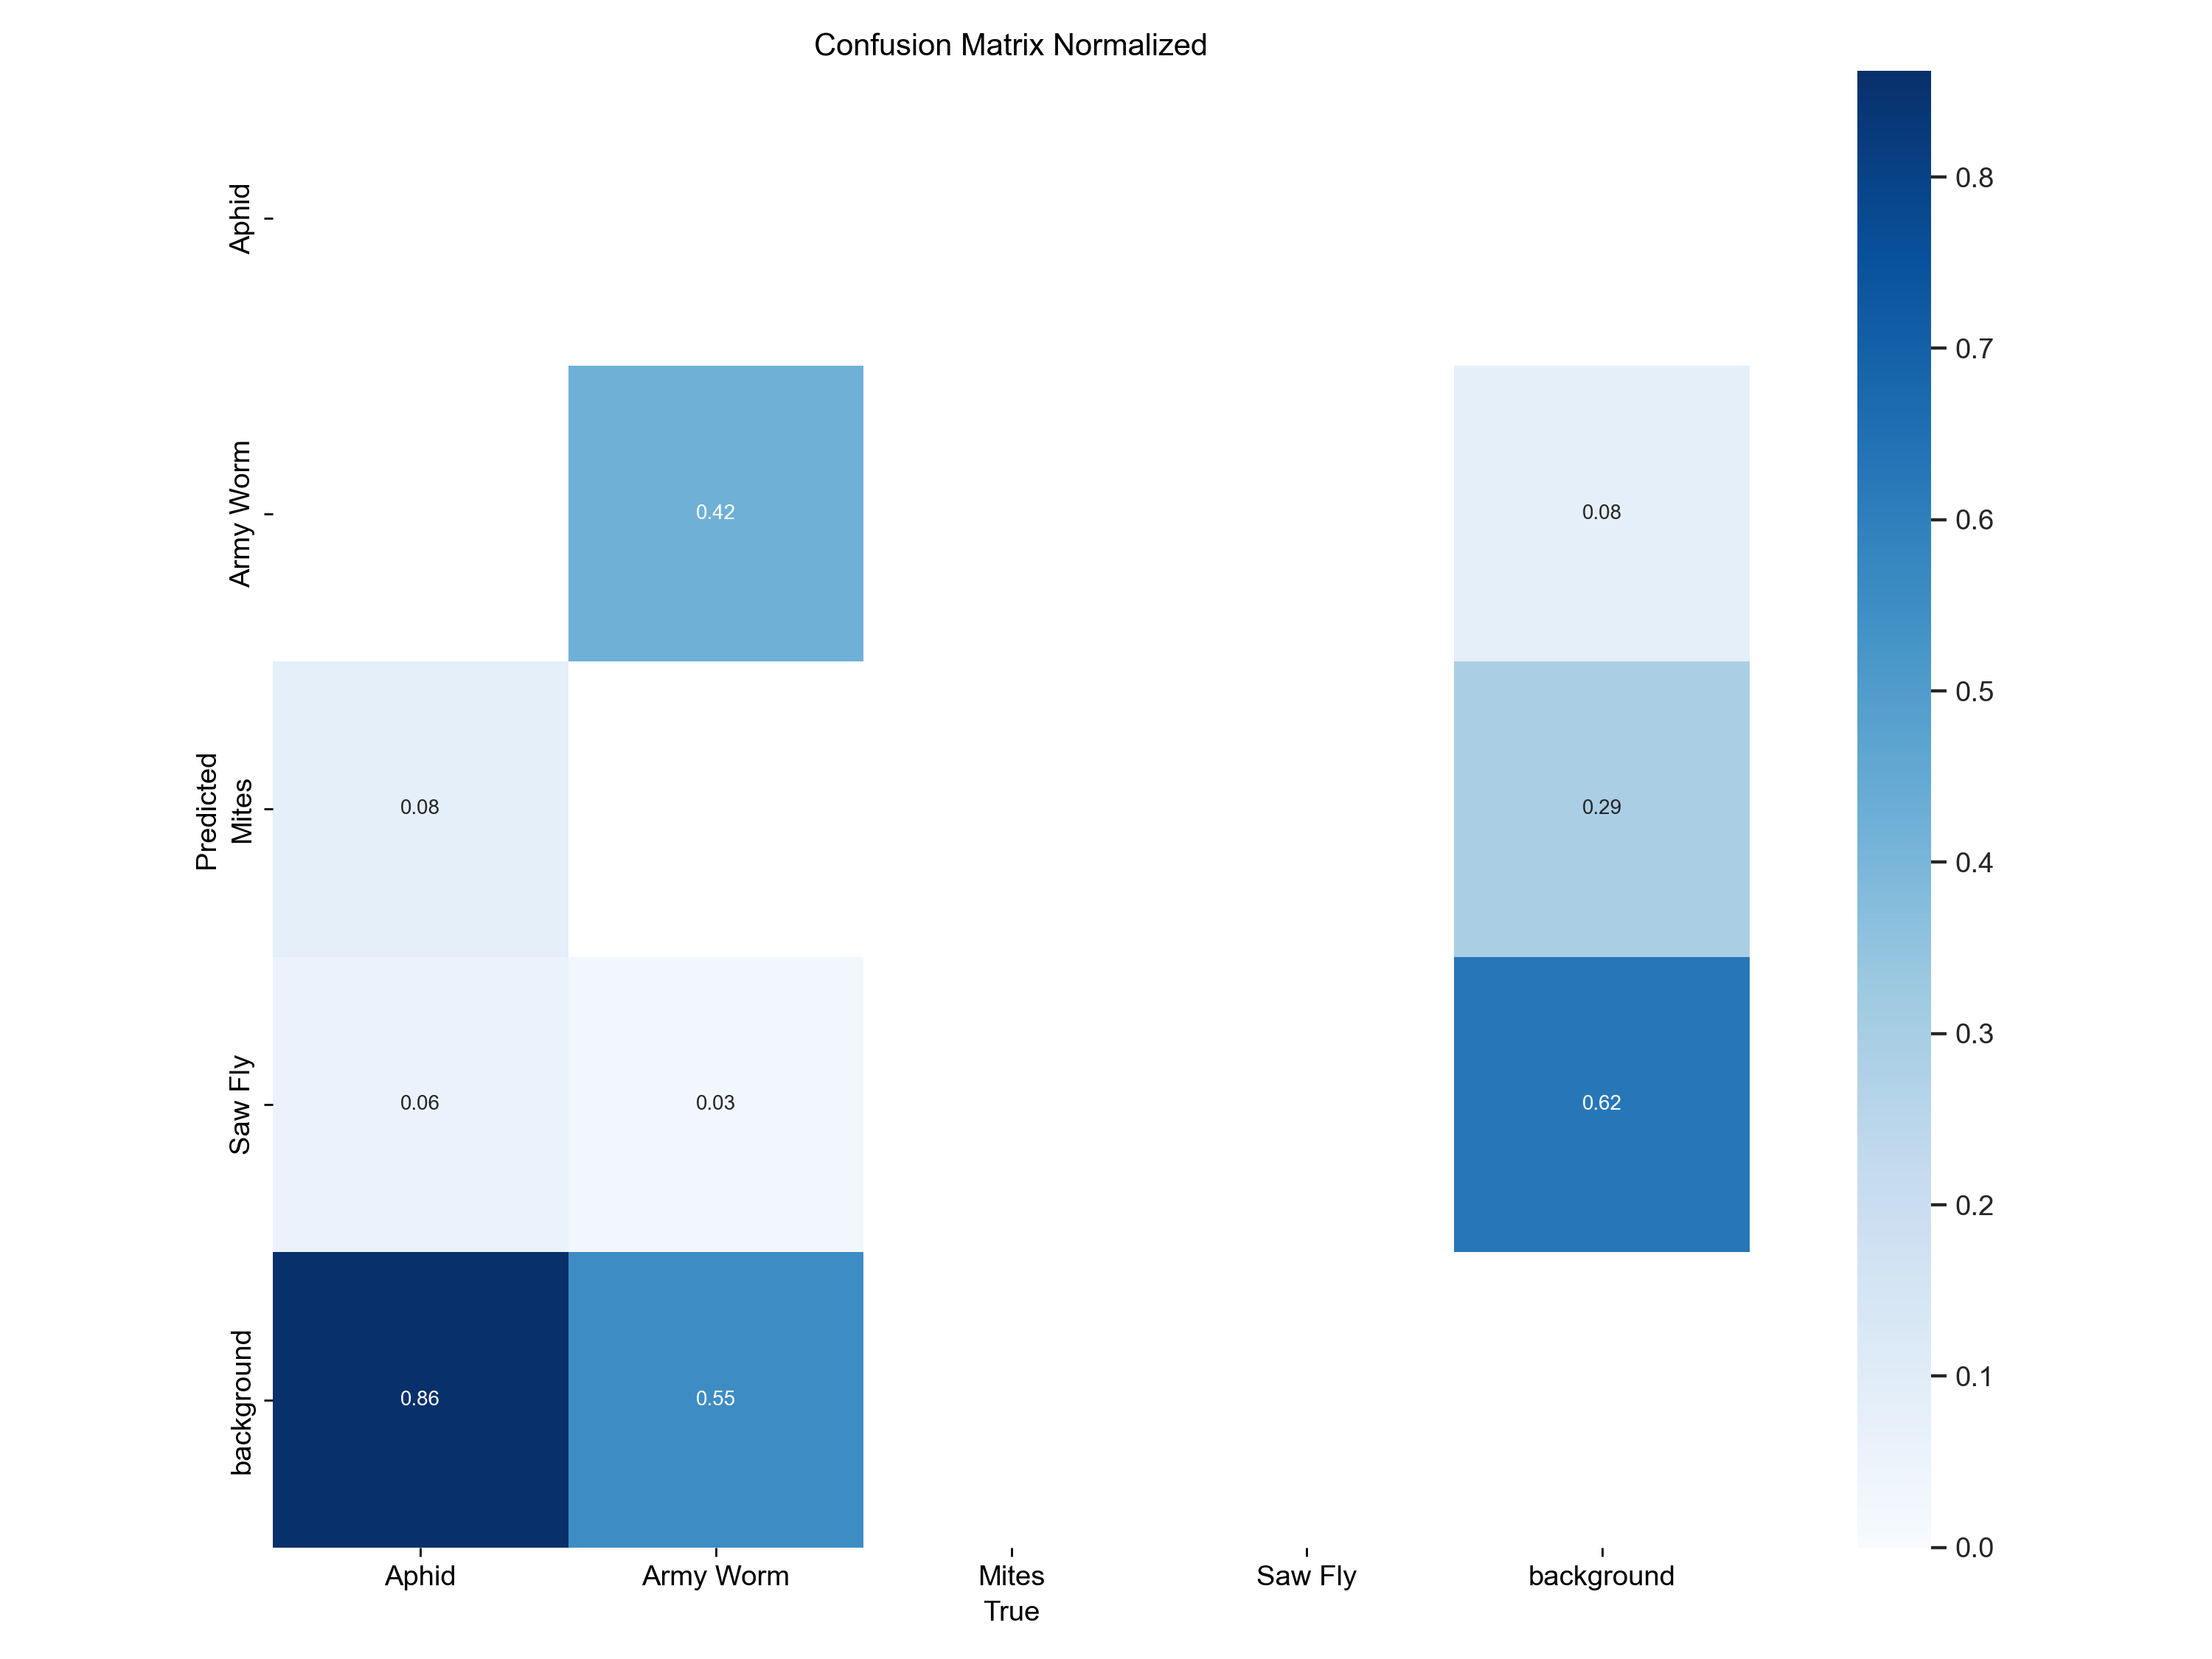 Confusion Matrix Normalized
Aphid
Army Worm
Mites
Saw Fly
background
Predicted
0.42
0.08
0.08
0.29
0.06
0.03
0.62
0.86
0.55
Aphid
Army Worm
Mites
Saw Fly
background
True
0.8
0.7
0.6
0.5
0.4
0.3
0.2
0.1
0.0